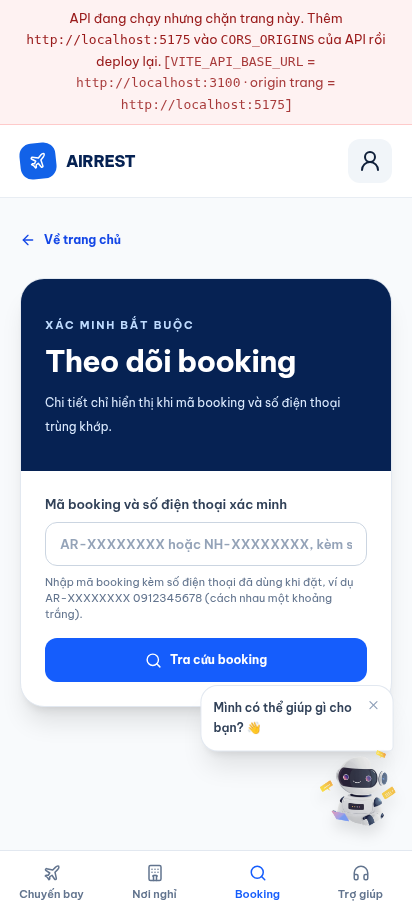 API đang chạy nhưng chặn trang này. Thêm
http://localhost:5175 vào CORS_ORIGINS của API rồi
deploy lại. [VITE_API_BASE_URL =
http://localhost:3100 · origin trang =
http://localhost:5175]
AIRREST
Về trang chủ
XÁC MINH BẮT BUỘC
Theo dõi booking
Chi tiết chỉ hiển thị khi mã booking và số điện thoại
trùng khớp.
Mã booking và số điện thoại xác minh
AR-XXXXXXXX hoặc NH-XXXXXXXX, kèm s
Nhập mã booking kèm số điện thoại đã dùng khi đặt, ví dụ
AR-XXXXXXXX 0912345678 (cách nhau một khoảng
trắng).
Tra cứu booking
Mình có thể giúp gì cho
bạn? 👋
Chuyến bay
Nơi nghỉ
Booking
Trợ giúp